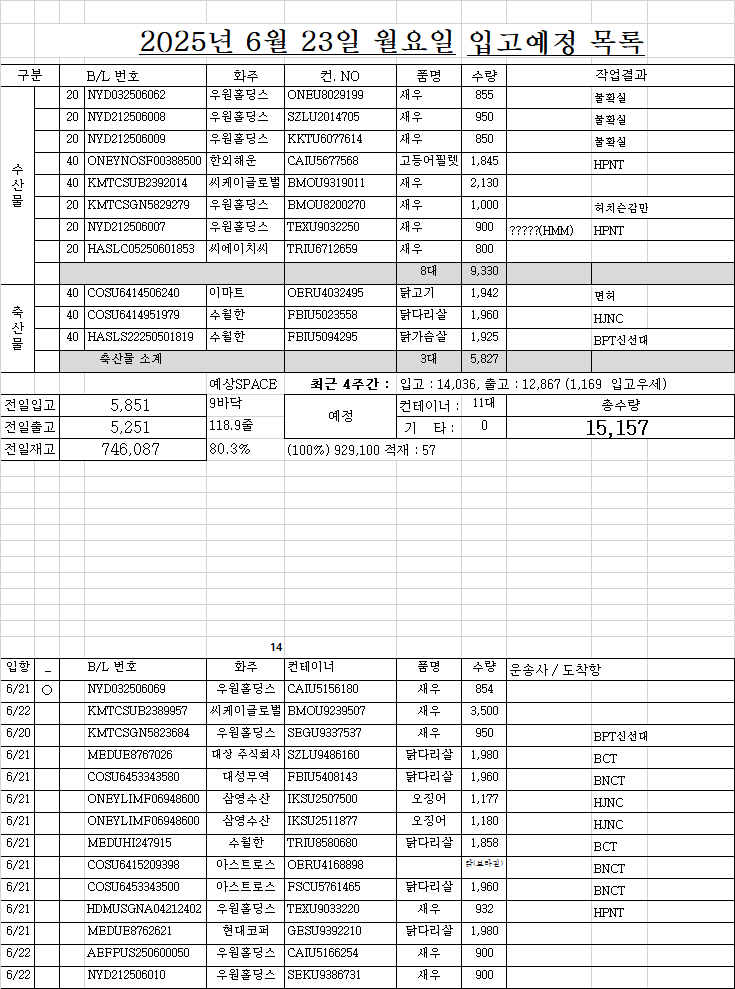 2025년 6월 23일 월요일 입고예정 목록
구분 B/L 번호 화주 컨. NO 품명 수량 작업결과
수산물
20 NYD032506062 우원홀딩스 ONEU8029199 새우 855 불확실
20 NYD212506008 우원홀딩스 SZLU2014705 새우 950 불확실
20 NYD212506009 우원홀딩스 KKTU6077614 새우 850 불확실
40 ONEYNOSF00388500 한외해운 CAIU5677568 고등어필렛 1,845 HPNT
40 KMTCSUB2392014 씨케이글로벌 BMOU9319011 새우 2,130
20 KMTCSGN5829279 우원홀딩스 BMOU8200270 새우 1,000 허치슨감만
20 NYD212506007 우원홀딩스 TEXU9032250 새우 900 ?????(HMM) HPNT
20 HASLC05250601853 씨에이치씨 TRIU6712659 새우 800
8대 9,330
축산물
40 COSU6414506240 이마트 OERU4032495 닭고기 1,942 면허
40 COSU6414951979 수월한 FBIU5023558 닭다리살 1,960 HJNC
40 HASLS22250501819 수월한 FBIU5094295 닭가슴살 1,925 BPT신선대
축산물 소계 3대 5,827
예상SPACE 최근 4주간 : 입고 : 14,036, 출고 : 12,867 (1,169 입고우세)
전일입고 5,851 9바닥 예정 컨테이너 : 11대 총수량
전일출고 5,251 118.9줄 기 타 : 0 15,157
전일재고 746,087 80.3% (100%) 929,100 적재 : 57
14
입항 _ B/L 번호 화주 컨테이너 품명 수량 운송사 / 도착항
6/21 ○ NYD032506069 우원홀딩스 CAIU5156180 새우 854
6/22 KMTCSUB2389957 씨케이글로벌 BMOU9239507 새우 3,500
6/20 KMTCSGN5823684 우원홀딩스 SEGU9337537 새우 950 BPT신선대
6/21 MEDUE8767026 대상 주식회사 SZLU9486160 닭다리살 1,980 BCT
6/21 COSU6453343580 대성무역 FBIU5408143 닭다리살 1,960 BNCT
6/21 ONEYLIMF06948600 삼영수산 IKSU2507500 오징어 1,177 HJNC
6/21 ONEYLIMF06948600 삼영수산 IKSU2511877 오징어 1,180 HJNC
6/21 MEDUHI247915 수월한 TRIU8580680 닭다리살 1,858 BCT
6/21 COSU6415209398 아스트로스 OERU4168898 닭(브라질) BNCT
6/21 COSU6453343500 아스트로스 FSCU5761465 닭다리살 1,960 BNCT
6/21 HDMUSGNA04212402 우원홀딩스 TEXU9033220 새우 932 HPNT
6/21 MEDUE8762621 현대코퍼 GESU9392210 닭다리살 1,980
6/22 AEFPUS250600050 우원홀딩스 CAIU5166254 새우 900
6/22 NYD212506010 우원홀딩스 SEKU9386731 새우 900